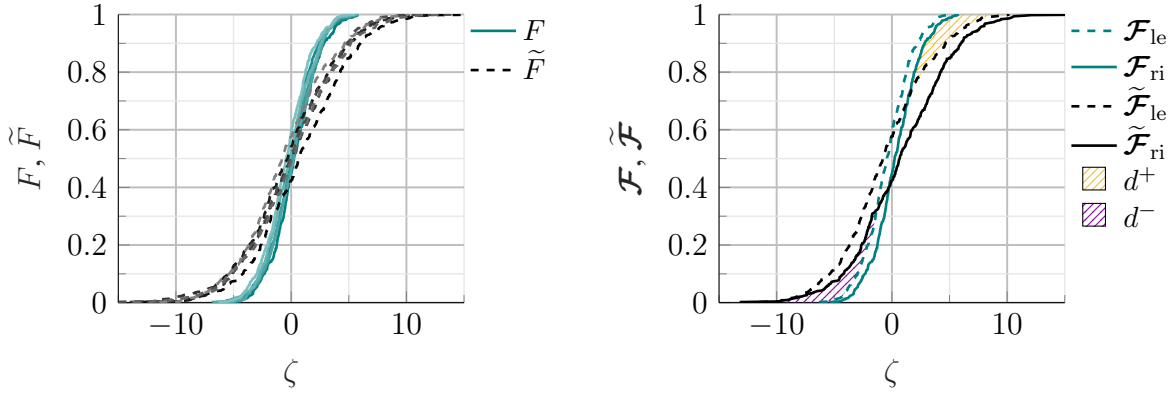 F, F̃
1
0.8
0.6
0.4
0.2
0
−10 0 10
ζ
F
F̃
𝓕, 𝓕̃
1
0.8
0.6
0.4
0.2
0
−10 0 10
ζ
𝓕le
𝓕ri
𝓕̃le
𝓕̃ri
d⁺
d⁻